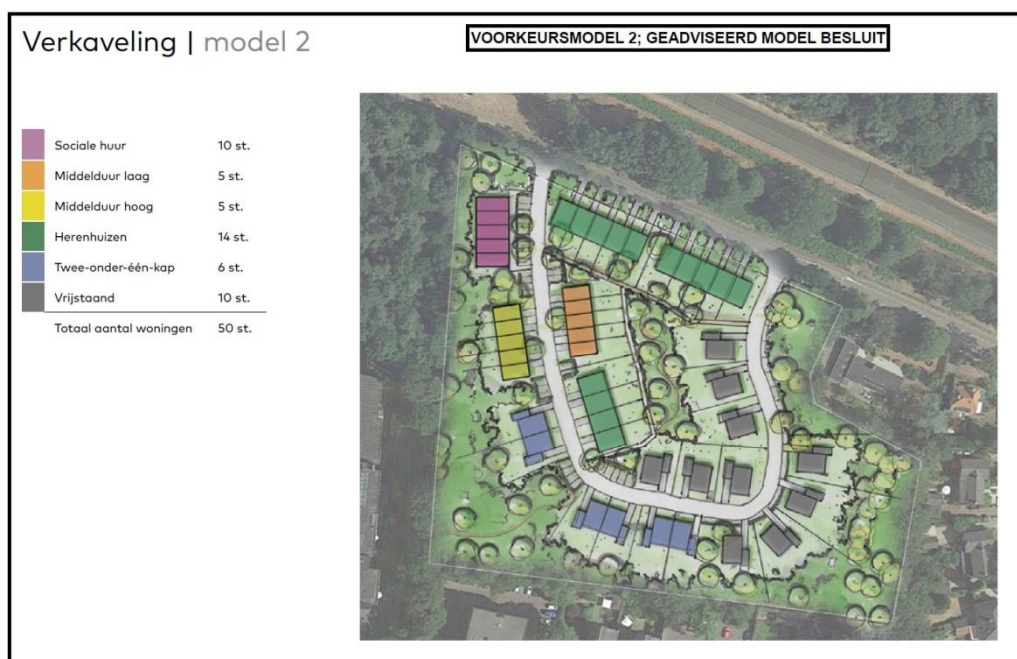 Verkaveling | model 2
VOORKEURSMODEL 2; GEADVISEERD MODEL BESLUIT
Sociale huur 10 st.
Middelduur laag 5 st.
Middelduur hoog 5 st.
Herenhuizen 14 st.
Twee-onder-één-kap 6 st.
Vrijstaand 10 st.
Totaal aantal woningen 50 st.